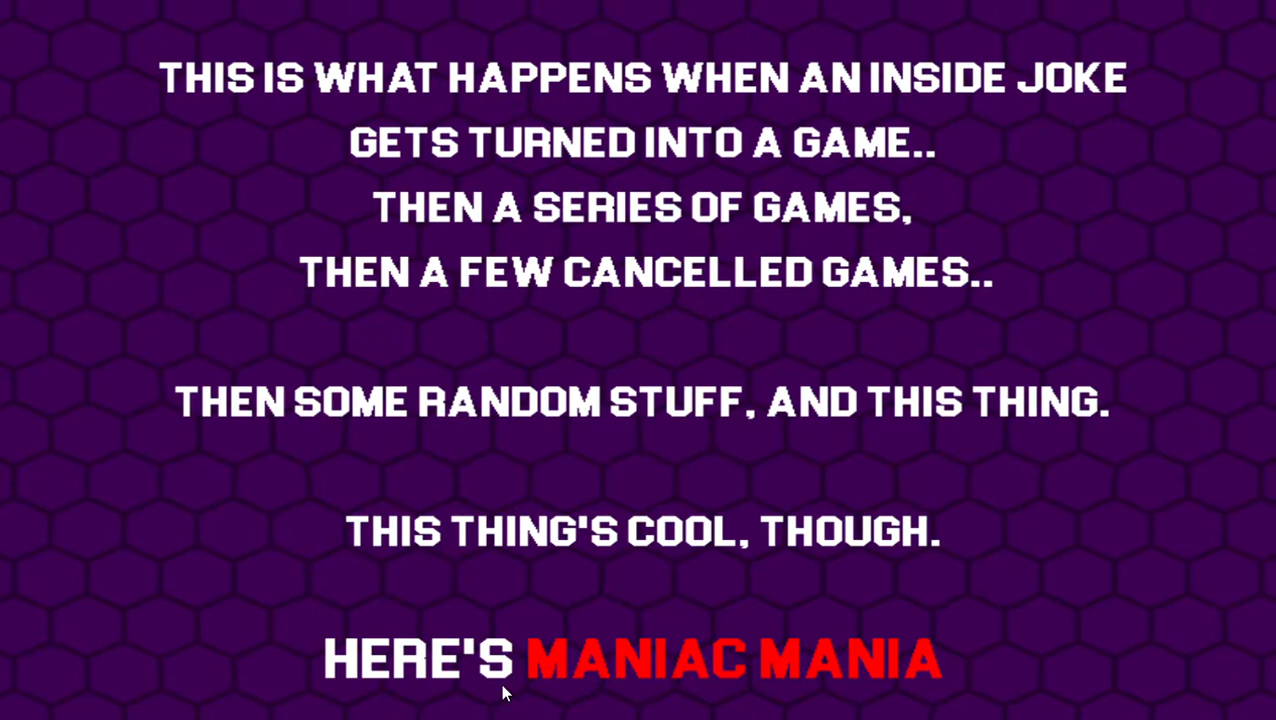 THIS IS WHAT HAPPENS WHEN AN INSIDE JOKE
GETS TURNED INTO A GAME..
THEN A SERIES OF GAMES,
THEN A FEW CANCELLED GAMES..
THEN SOME RANDOM STUFF, AND THIS THING.
THIS THING'S COOL, THOUGH.
HERE'S MANIAC MANIA